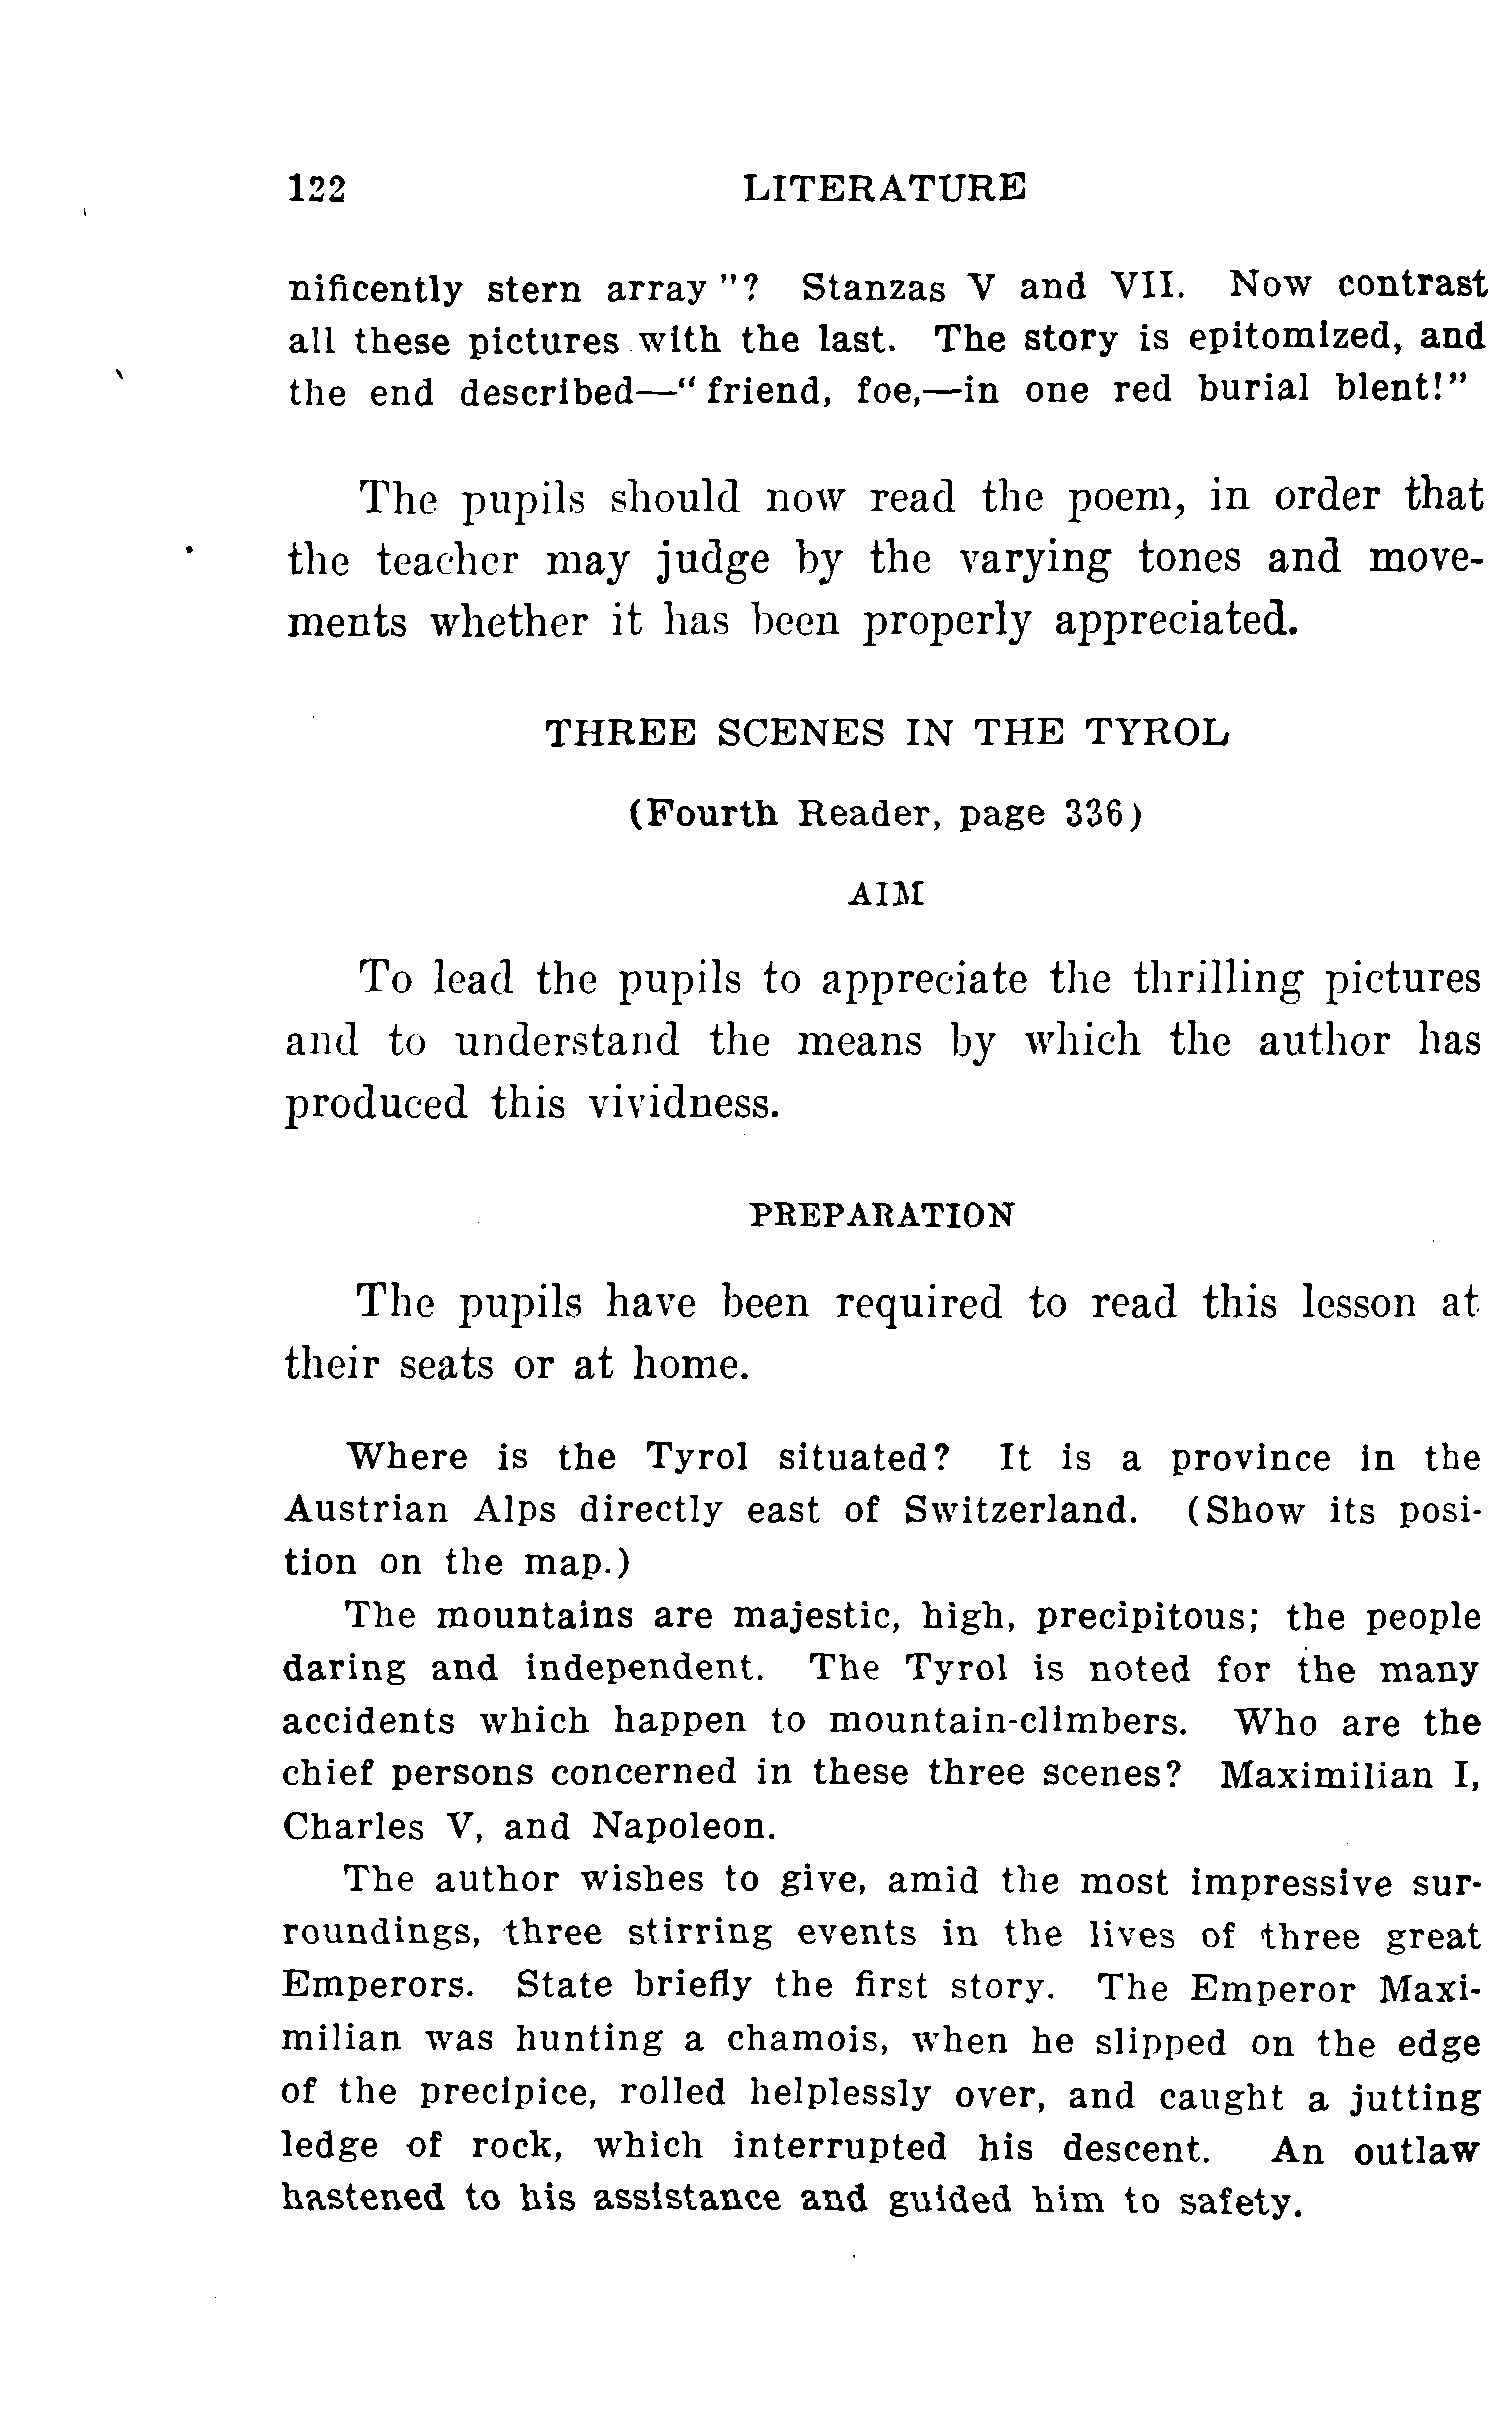 122 LITERATURE
nificently stern array"? Stanzas V and VII. Now contrast
all these pictures with the last. The story is epitomized, and
the end described—"friend, foe,—in one red burial blent!"
The pupils should now read the poem, in order that
the teacher may judge by the varying tones and move-
ments whether it has been properly appreciated.
THREE SCENES IN THE TYROL
(Fourth Reader, page 336)
AIM
To lead the pupils to appreciate the thrilling pictures
and to understand the means by which the author has
produced this vividness.
PREPARATION
The pupils have been required to read this lesson at
their seats or at home.
Where is the Tyrol situated? It is a province in the
Austrian Alps directly east of Switzerland. (Show its posi-
tion on the map.)
The mountains are majestic, high, precipitous; the people
daring and independent. The Tyrol is noted for the many
accidents which happen to mountain-climbers. Who are the
chief persons concerned in these three scenes? Maximilian I,
Charles V, and Napoleon.
The author wishes to give, amid the most impressive sur-
roundings, three stirring events in the lives of three great
Emperors. State briefly the first story. The Emperor Maxi-
milian was hunting a chamois, when he slipped on the edge
of the precipice, rolled helplessly over, and caught a jutting
ledge of rock, which interrupted his descent. An outlaw
hastened to his assistance and guided him to safety.